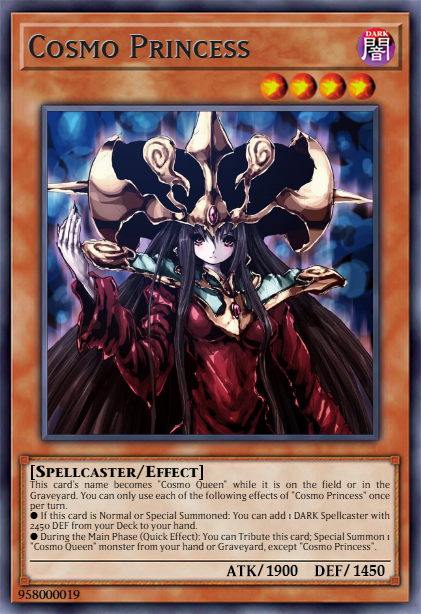 Cosmo Princess
DARK
闇
[Spellcaster/Effect]
This card's name becomes "Cosmo Queen" while it is on the field or in the
Graveyard. You can only use each of the following effects of "Cosmo Princess" once
per turn.
● If this card is Normal or Special Summoned: You can add 1 DARK Spellcaster with
2450 DEF from your Deck to your hand.
● During the Main Phase (Quick Effect): You can Tribute this card; Special Summon 1
"Cosmo Queen" monster from your hand or Graveyard, except "Cosmo Princess".
ATK/1900 DEF/1450
958000019